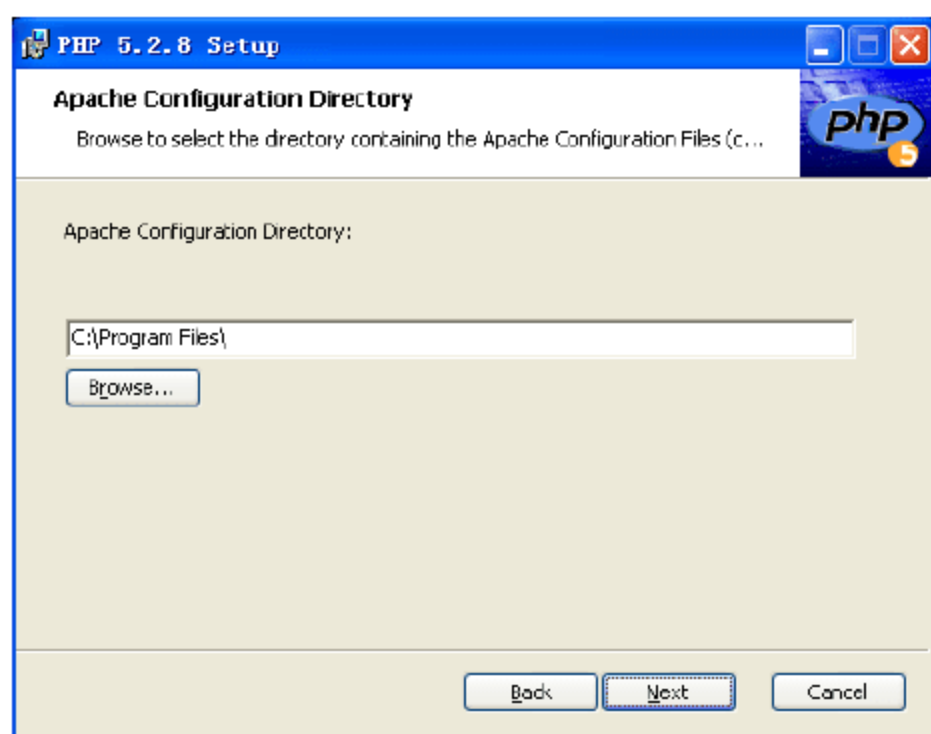 PHP 5.2.8 Setup
Apache Configuration Directory
Browse to select the directory containing the Apache Configuration Files (c...
php
5
Apache Configuration Directory:
C:\Program Files\
Browse...
Back
Next
Cancel